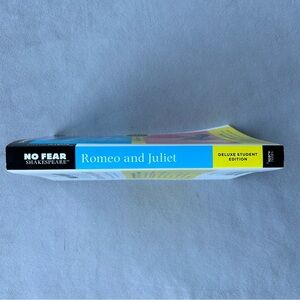 NO FEAR
SHAKESPEARE
Romeo and Juliet
DELUXE STUDENT
EDITION